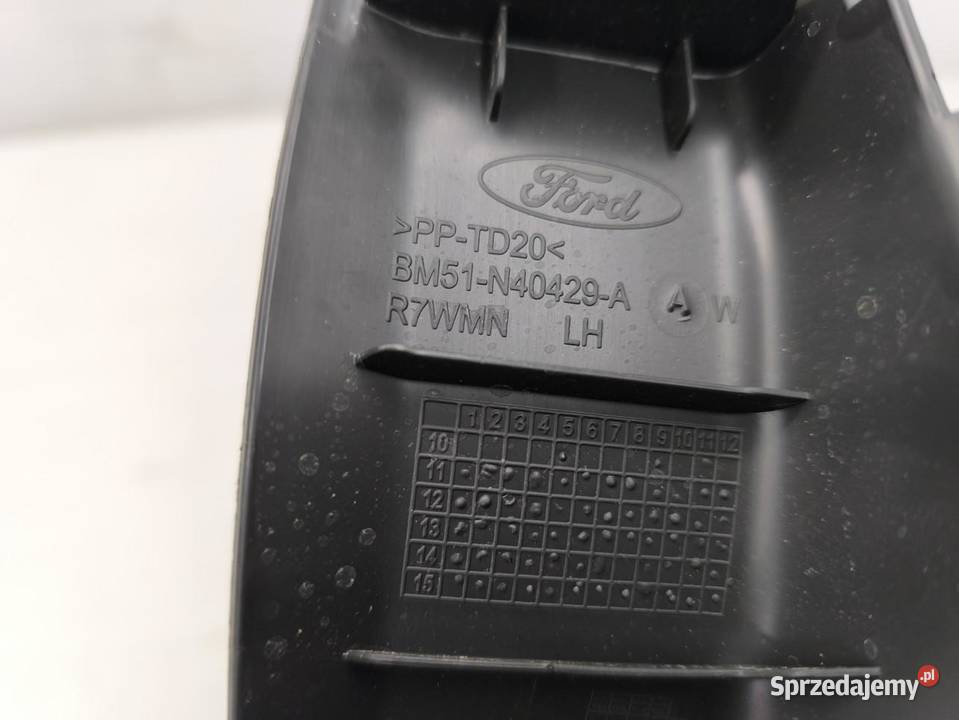 Ford
>PP-TD20<
BM51-N40429-A A W
R7WMN LH
1 2 3 4 5 6 7 8 9 10 11 12
10
11
12
13
14
15
Sprzedajemy.pl